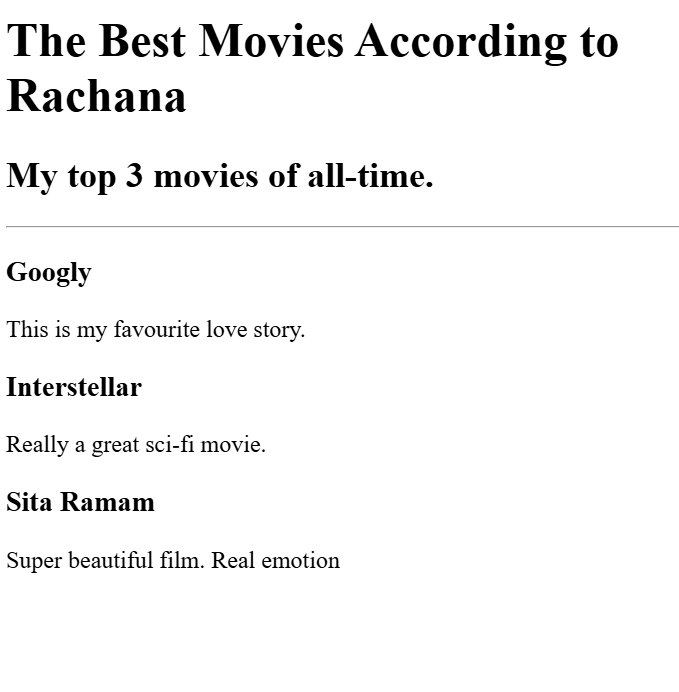 The Best Movies According to
Rachana
My top 3 movies of all-time.
Googly
This is my favourite love story.
Interstellar
Really a great sci-fi movie.
Sita Ramam
Super beautiful film. Real emotion